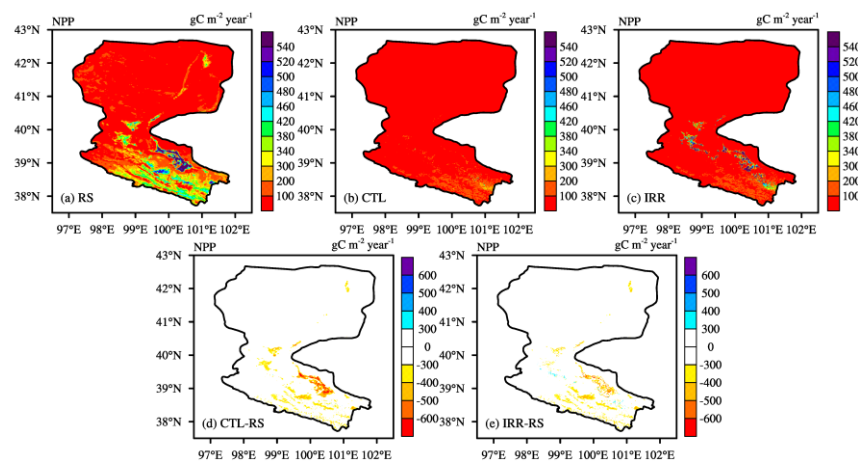 NPP gC m⁻² year⁻¹
43°N
42°N
41°N
40°N
39°N
38°N
540
520
500
460
420
380
340
300
200
100
(a) RS
97°E 98°E 99°E 100°E 101°E 102°E
NPP gC m⁻² year⁻¹
43°N
42°N
41°N
40°N
39°N
38°N
540
520
500
460
420
380
340
300
200
100
(b) CTL
97°E 98°E 99°E 100°E 101°E 102°E
NPP gC m⁻² year⁻¹
43°N
42°N
41°N
40°N
39°N
38°N
540
520
500
460
420
380
340
300
200
100
(c) IRR
97°E 98°E 99°E 100°E 101°E 102°E
NPP gC m⁻² year⁻¹
43°N
42°N
41°N
40°N
39°N
38°N
600
500
400
300
0
-300
-400
-500
-600
(d) CTL-RS
97°E 98°E 99°E 100°E 101°E 102°E
NPP gC m⁻² year⁻¹
43°N
42°N
41°N
40°N
39°N
38°N
600
500
400
300
0
-300
-400
-500
-600
(e) IRR-RS
97°E 98°E 99°E 100°E 101°E 102°E